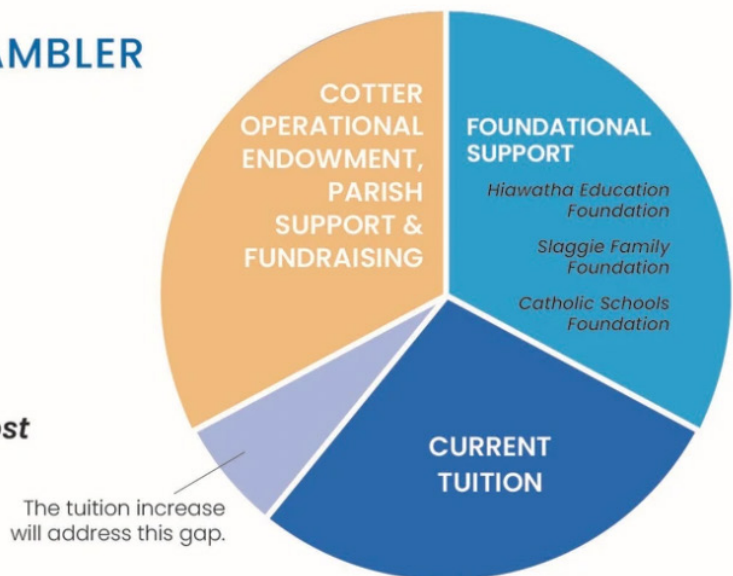 AMBLER
COTTER
OPERATIONAL
ENDOWMENT,
PARISH
SUPPORT &
FUNDRAISING
FOUNDATIONAL
SUPPORT
Hiawatha Education
Foundation
Slaggie Family
Foundation
Catholic Schools
Foundation
CURRENT
TUITION
st
The tuition increase
will address this gap.